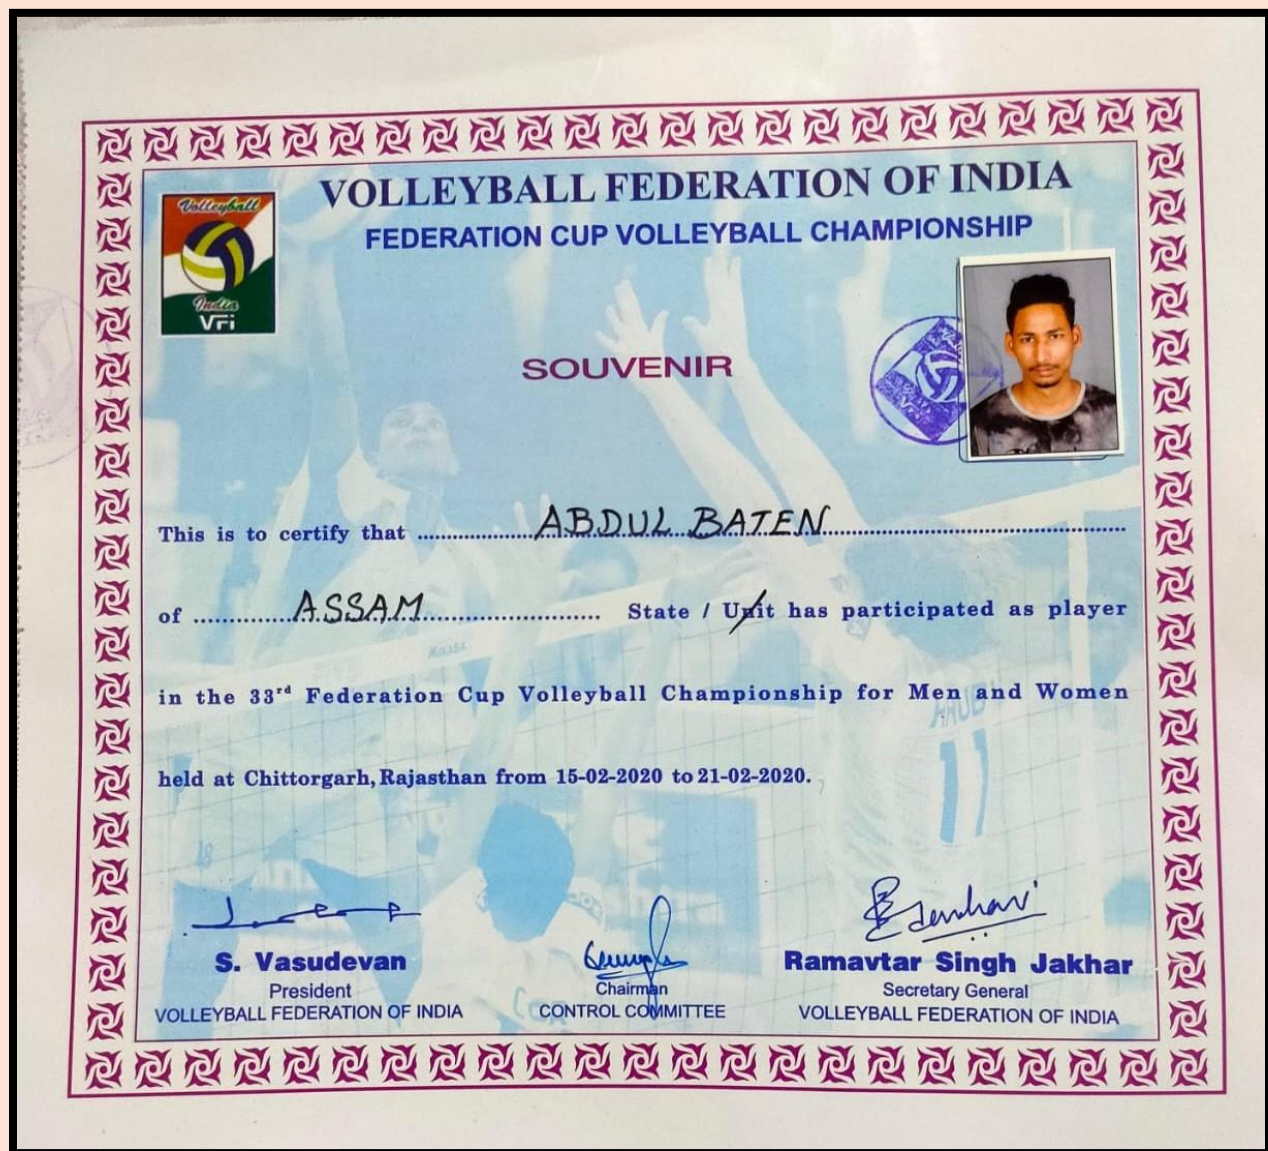 VOLLEYBALL FEDERATION OF INDIA
FEDERATION CUP VOLLEYBALL CHAMPIONSHIP
Volleyball
India
VFi
SOUVENIR
This is to certify that ABDUL BATEN
of ASSAM State / Unit has participated as player
in the 33rd Federation Cup Volleyball Championship for Men and Women
held at Chittorgarh, Rajasthan from 15-02-2020 to 21-02-2020.
MIKASA
11
18
S. Vasudevan
President
VOLLEYBALL FEDERATION OF INDIA
Chairman
CONTROL COMMITTEE
Ramavtar Singh Jakhar
Secretary General
VOLLEYBALL FEDERATION OF INDIA